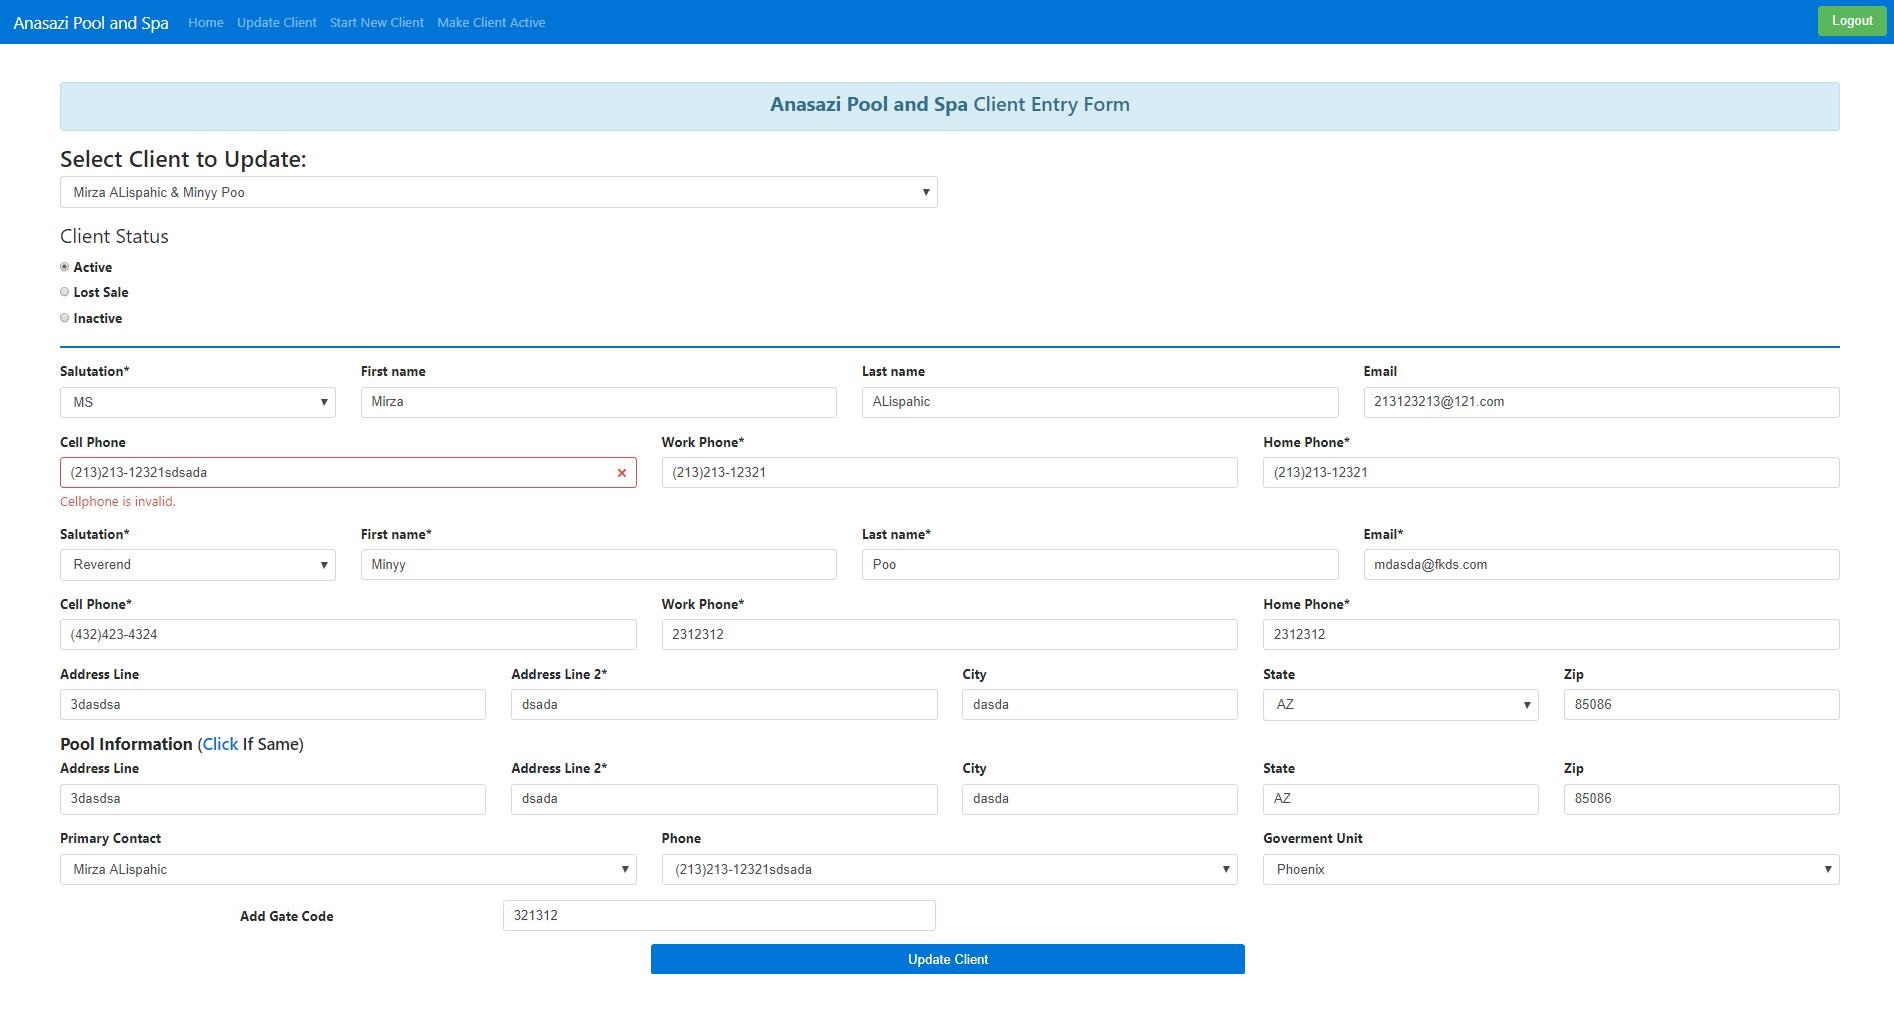 Anasazi Pool and Spa Home Update Client Start New Client Make Client Active Logout
Anasazi Pool and Spa Client Entry Form
Select Client to Update:
Mirza ALispahic & Minyy Poo
Client Status
Active
Lost Sale
Inactive
Salutation* First name Last name Email
MS Mirza ALispahic 213123213@121.com
Cell Phone Work Phone* Home Phone*
(213)213-12321sdsada (213)213-12321 (213)213-12321
Cellphone is invalid.
Salutation* First name* Last name* Email*
Reverend Minyy Poo mdasda@fkds.com
Cell Phone* Work Phone* Home Phone*
(432)423-4324 2312312 2312312
Address Line Address Line 2* City State Zip
3dasdsa dsada dasda AZ 85086
Pool Information (Click If Same)
Address Line Address Line 2* City State Zip
3dasdsa dsada dasda AZ 85086
Primary Contact Phone Goverment Unit
Mirza ALispahic (213)213-12321sdsada Phoenix
Add Gate Code 321312
Update Client